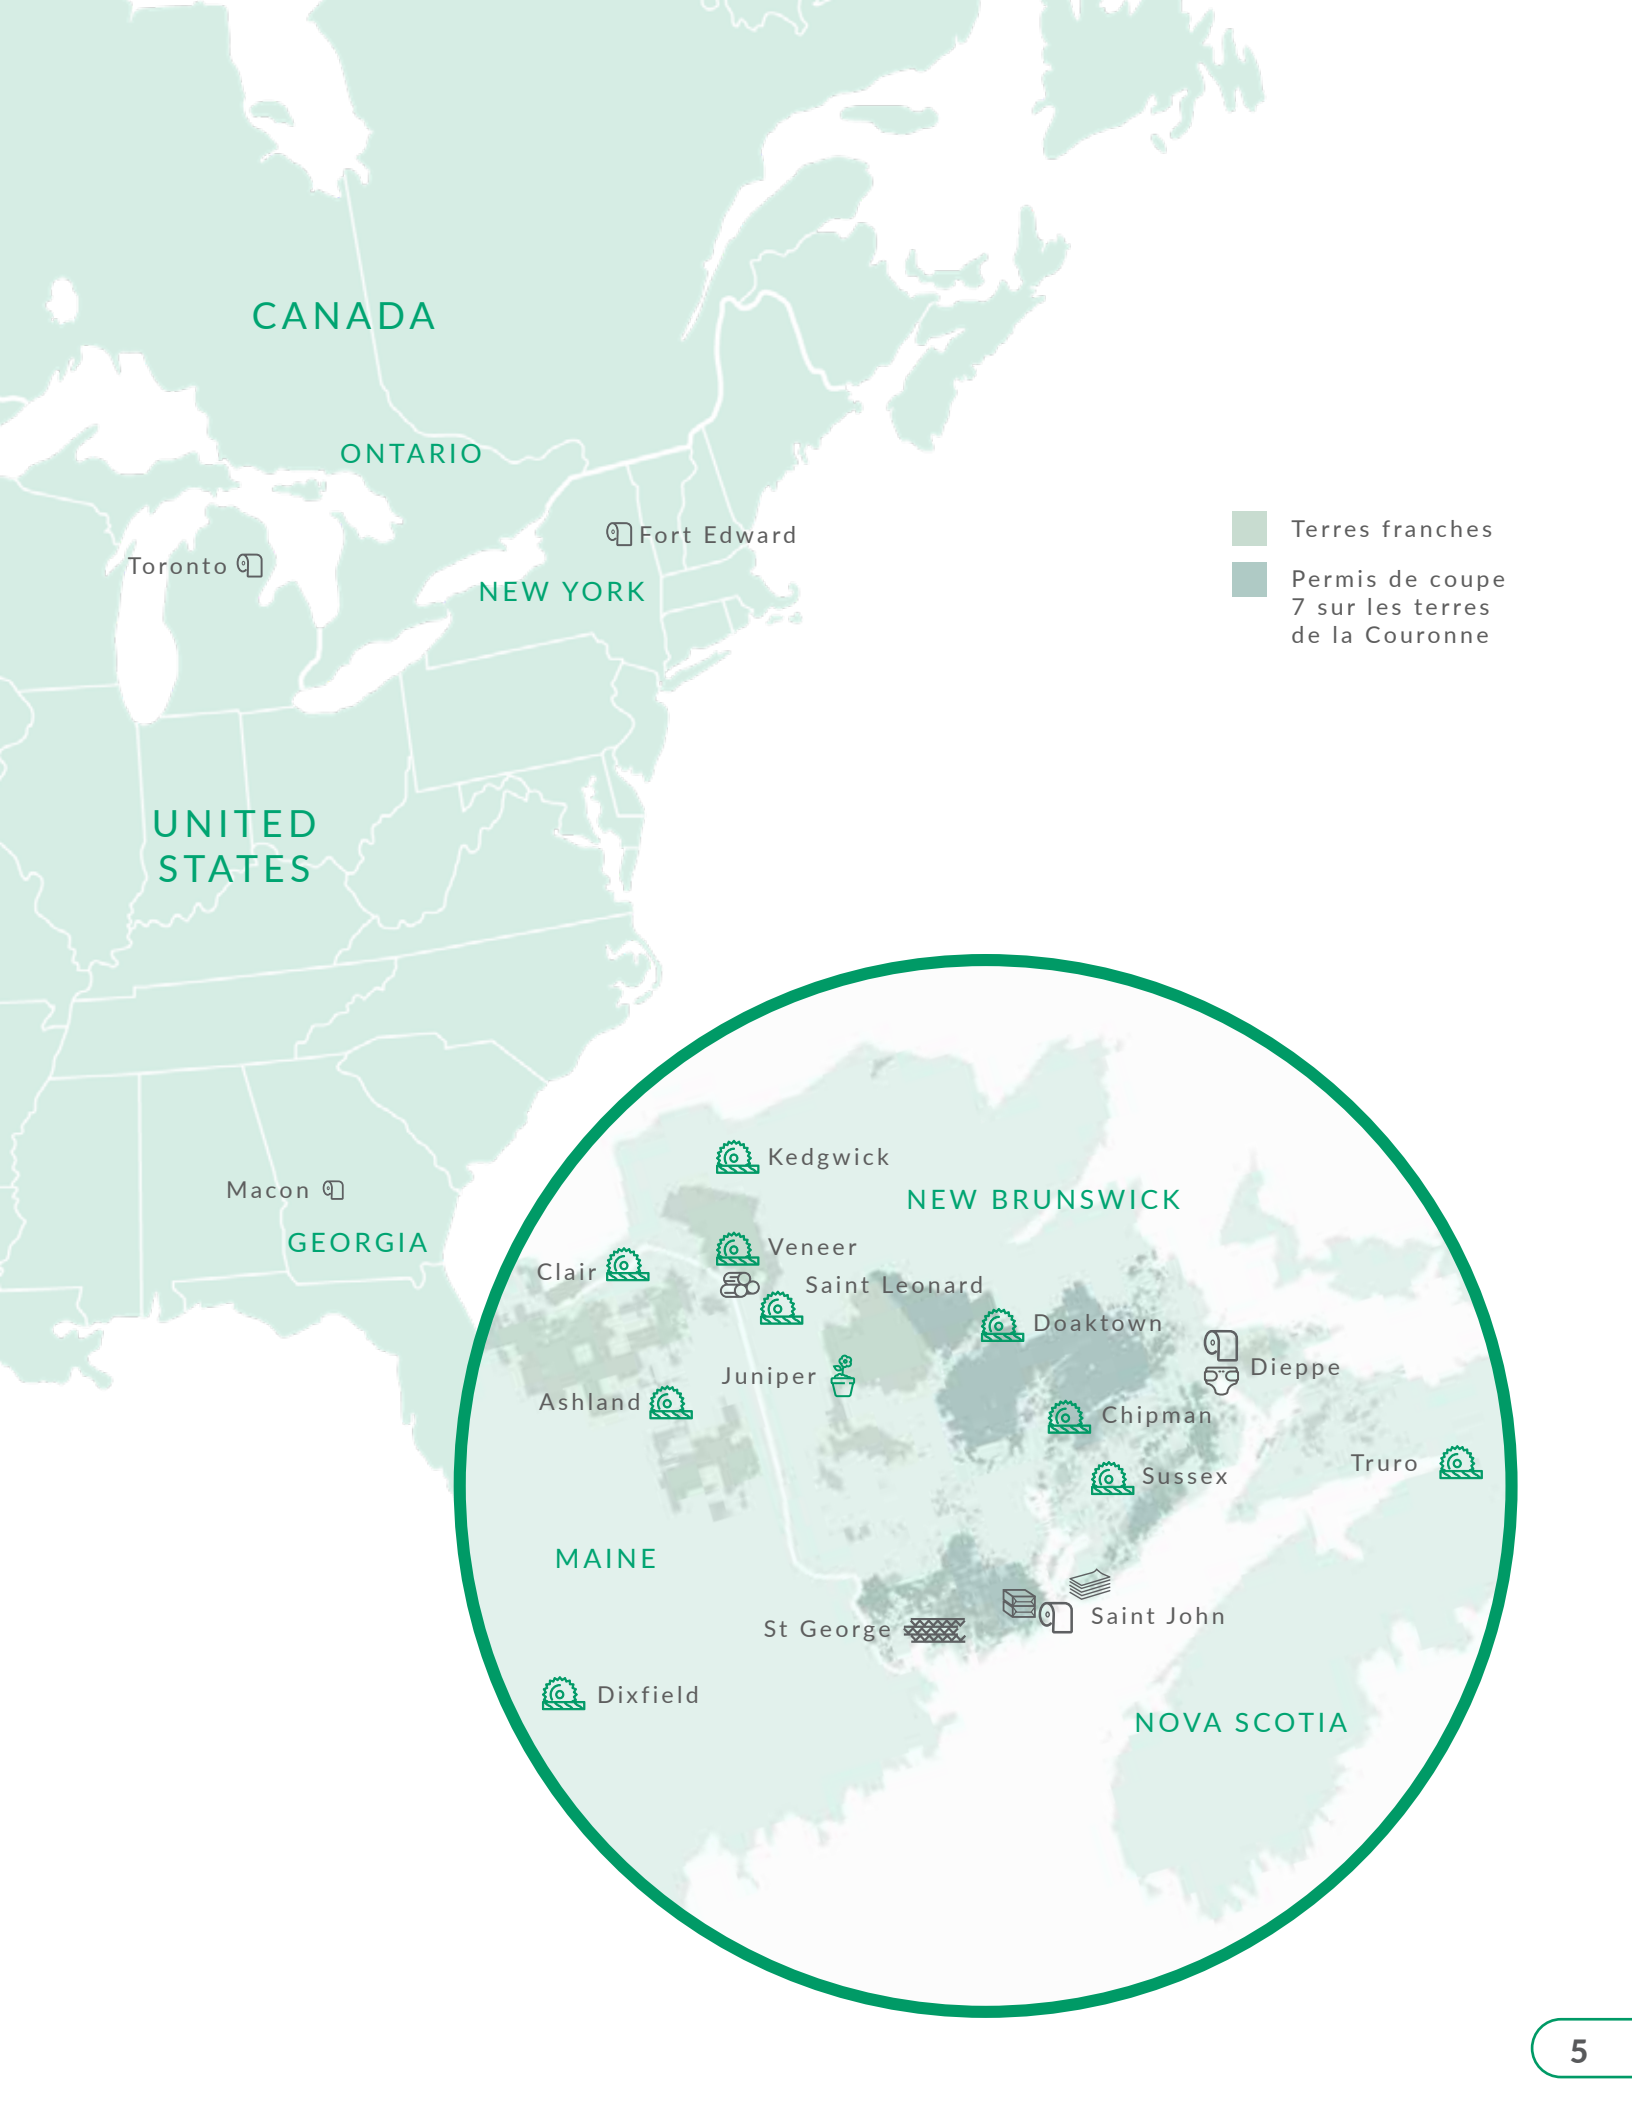 CANADA
ONTARIO
Fort Edward
Toronto
NEW YORK
Terres franches
Permis de coupe
7 sur les terres
de la Couronne
UNITED
STATES
Macon
GEORGIA
Kedgwick
NEW BRUNSWICK
Veneer
Clair
Saint Leonard
Doaktown
Juniper
Dieppe
Ashland
Chipman
Truro
Sussex
MAINE
Saint John
St George
Dixfield
NOVA SCOTIA
5